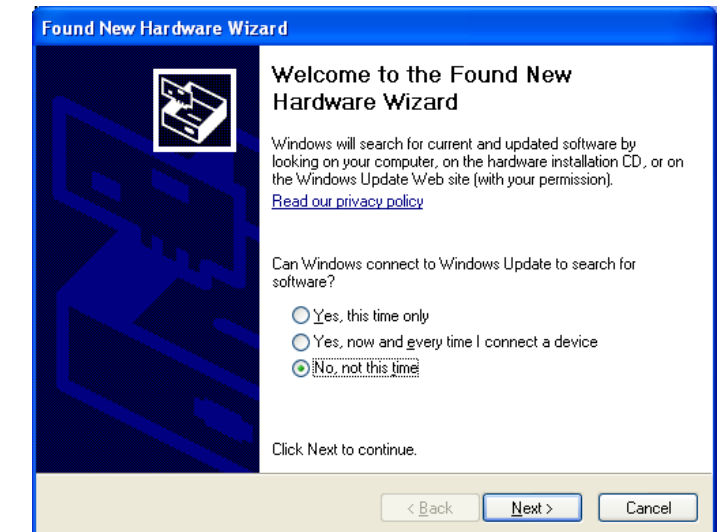 Found New Hardware Wizard
Welcome to the Found New
Hardware Wizard
Windows will search for current and updated software by
looking on your computer, on the hardware installation CD, or on
the Windows Update Web site (with your permission).
Read our privacy policy
Can Windows connect to Windows Update to search for
software?
Yes, this time only
Yes, now and every time I connect a device
No, not this time
Click Next to continue.
< Back Next > Cancel